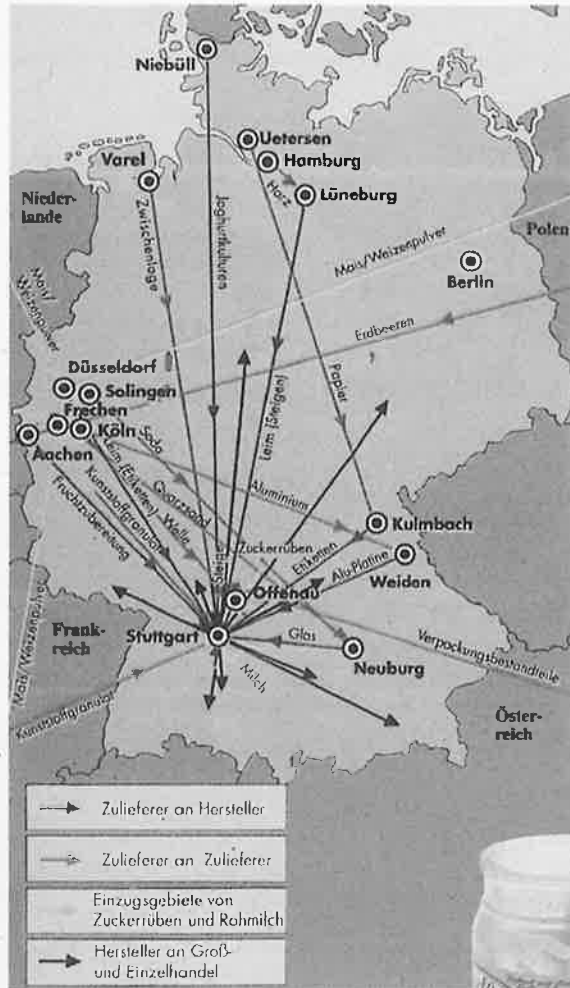 Niebüll
Uetersen
Hamburg
Varel
Harz
Lüneburg
Nieder-
lande
Zwischenlage
Joghurtkulturen
Polen
Mais/Weizenpulver
Berlin
Mais/
Weizenpulver
Erdbeeren
Düsseldorf
Solingen
Leim (Steigen)
Papier
Frechen
Köln
Soda
Aachen
Leim (Etiketten)
Welle
Quarzsand
Aluminium
Kunststoffgranulat
Fruchtzubereitung
Kulmbach
Zuckerrüben
Etiketten
Steige
Alu-Platine
Weiden
Offenau
Frank-
reich
Stuttgart
Glas
Neuburg
Verpackungsbestandteile
Mais/Weizenpulver
Milch
Kunststoffgranulat
Öster-
reich
Zulieferer an Hersteller
Zulieferer an Zulieferer
Einzugsgebiete von
Zuckerrüben und Rohmilch
Hersteller an Groß-
und Einzelhandel